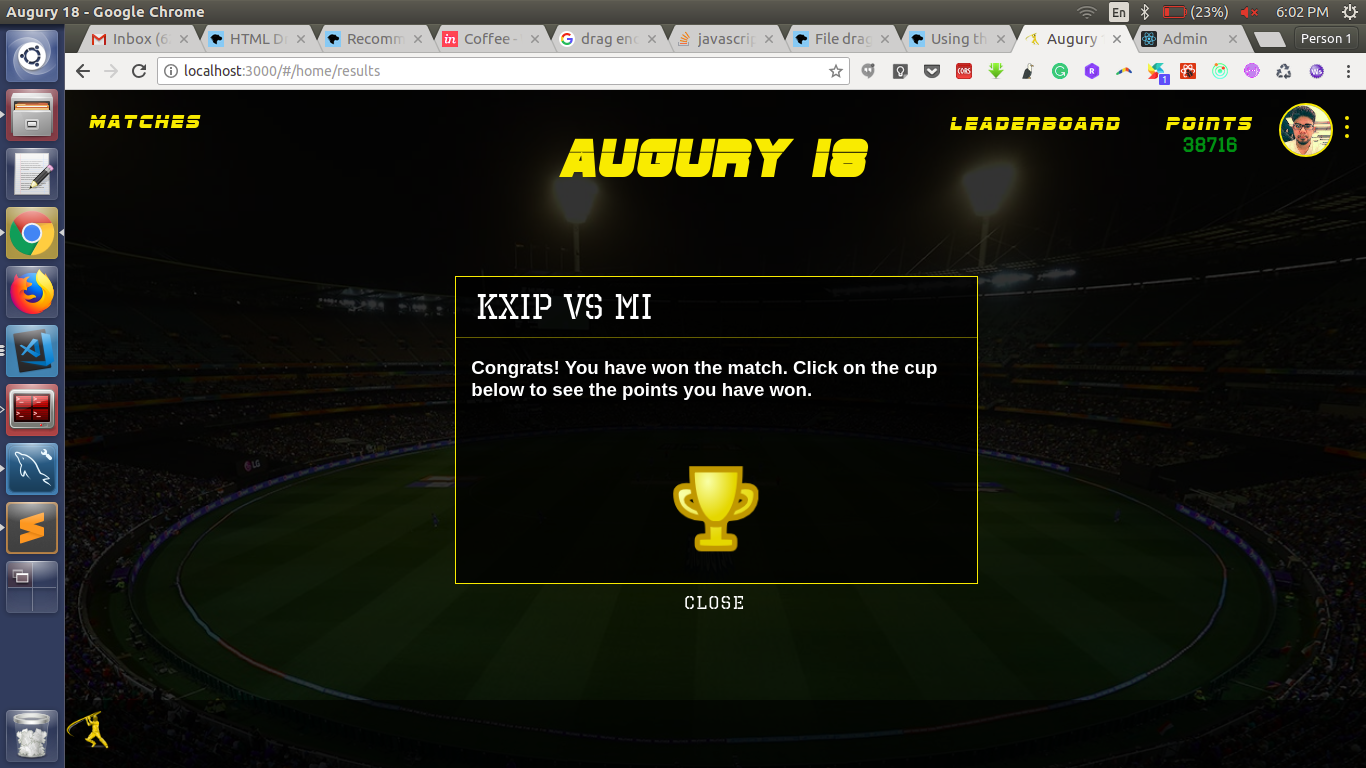 Augury 18 - Google Chrome
En
(23%)
6:02 PM
Inbox (6
HTML D
Recomm
Coffee -
drag en
javascrip
File drag
Using th
Augury
Admin
Person 1
localhost:3000/#/home/results
CORS
1
MATCHES
LEADERBOARD
POINTS
38716
AUGURY 18
KXIP VS MI
Congrats! You have won the match. Click on the cup
below to see the points you have won.
CLOSE
LG